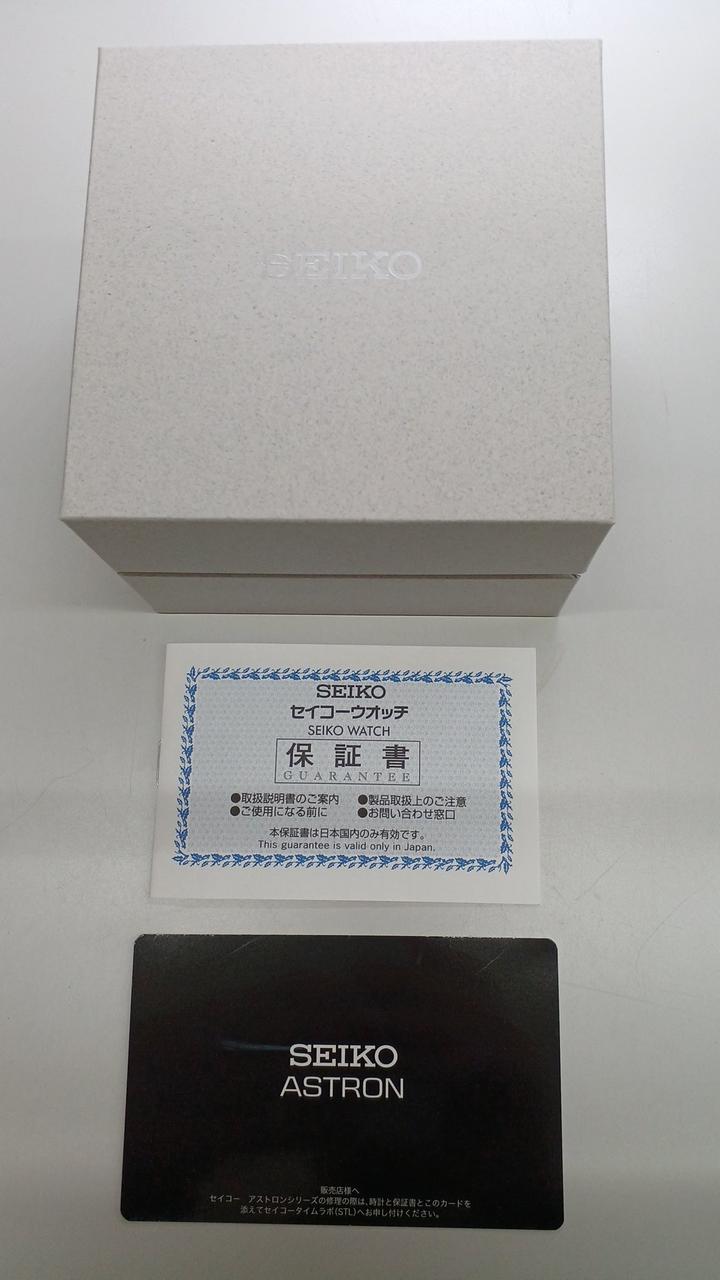 SEIKO
SEIKO
セイコーウオッチ
SEIKO WATCH
保証書
GUARANTEE
●取扱説明書のご案内 ●製品取扱上のご注意
●ご使用になる前に ●お問い合わせ窓口
本保証書は日本国内のみ有効です。
This guarantee is valid only in Japan.
SEIKO
ASTRON
販売店様へ
セイコー アストロンシリーズの修理の際は、時計と保証書とこのカードを
添えてセイコータイムラボ(STL)へお申し付けください。